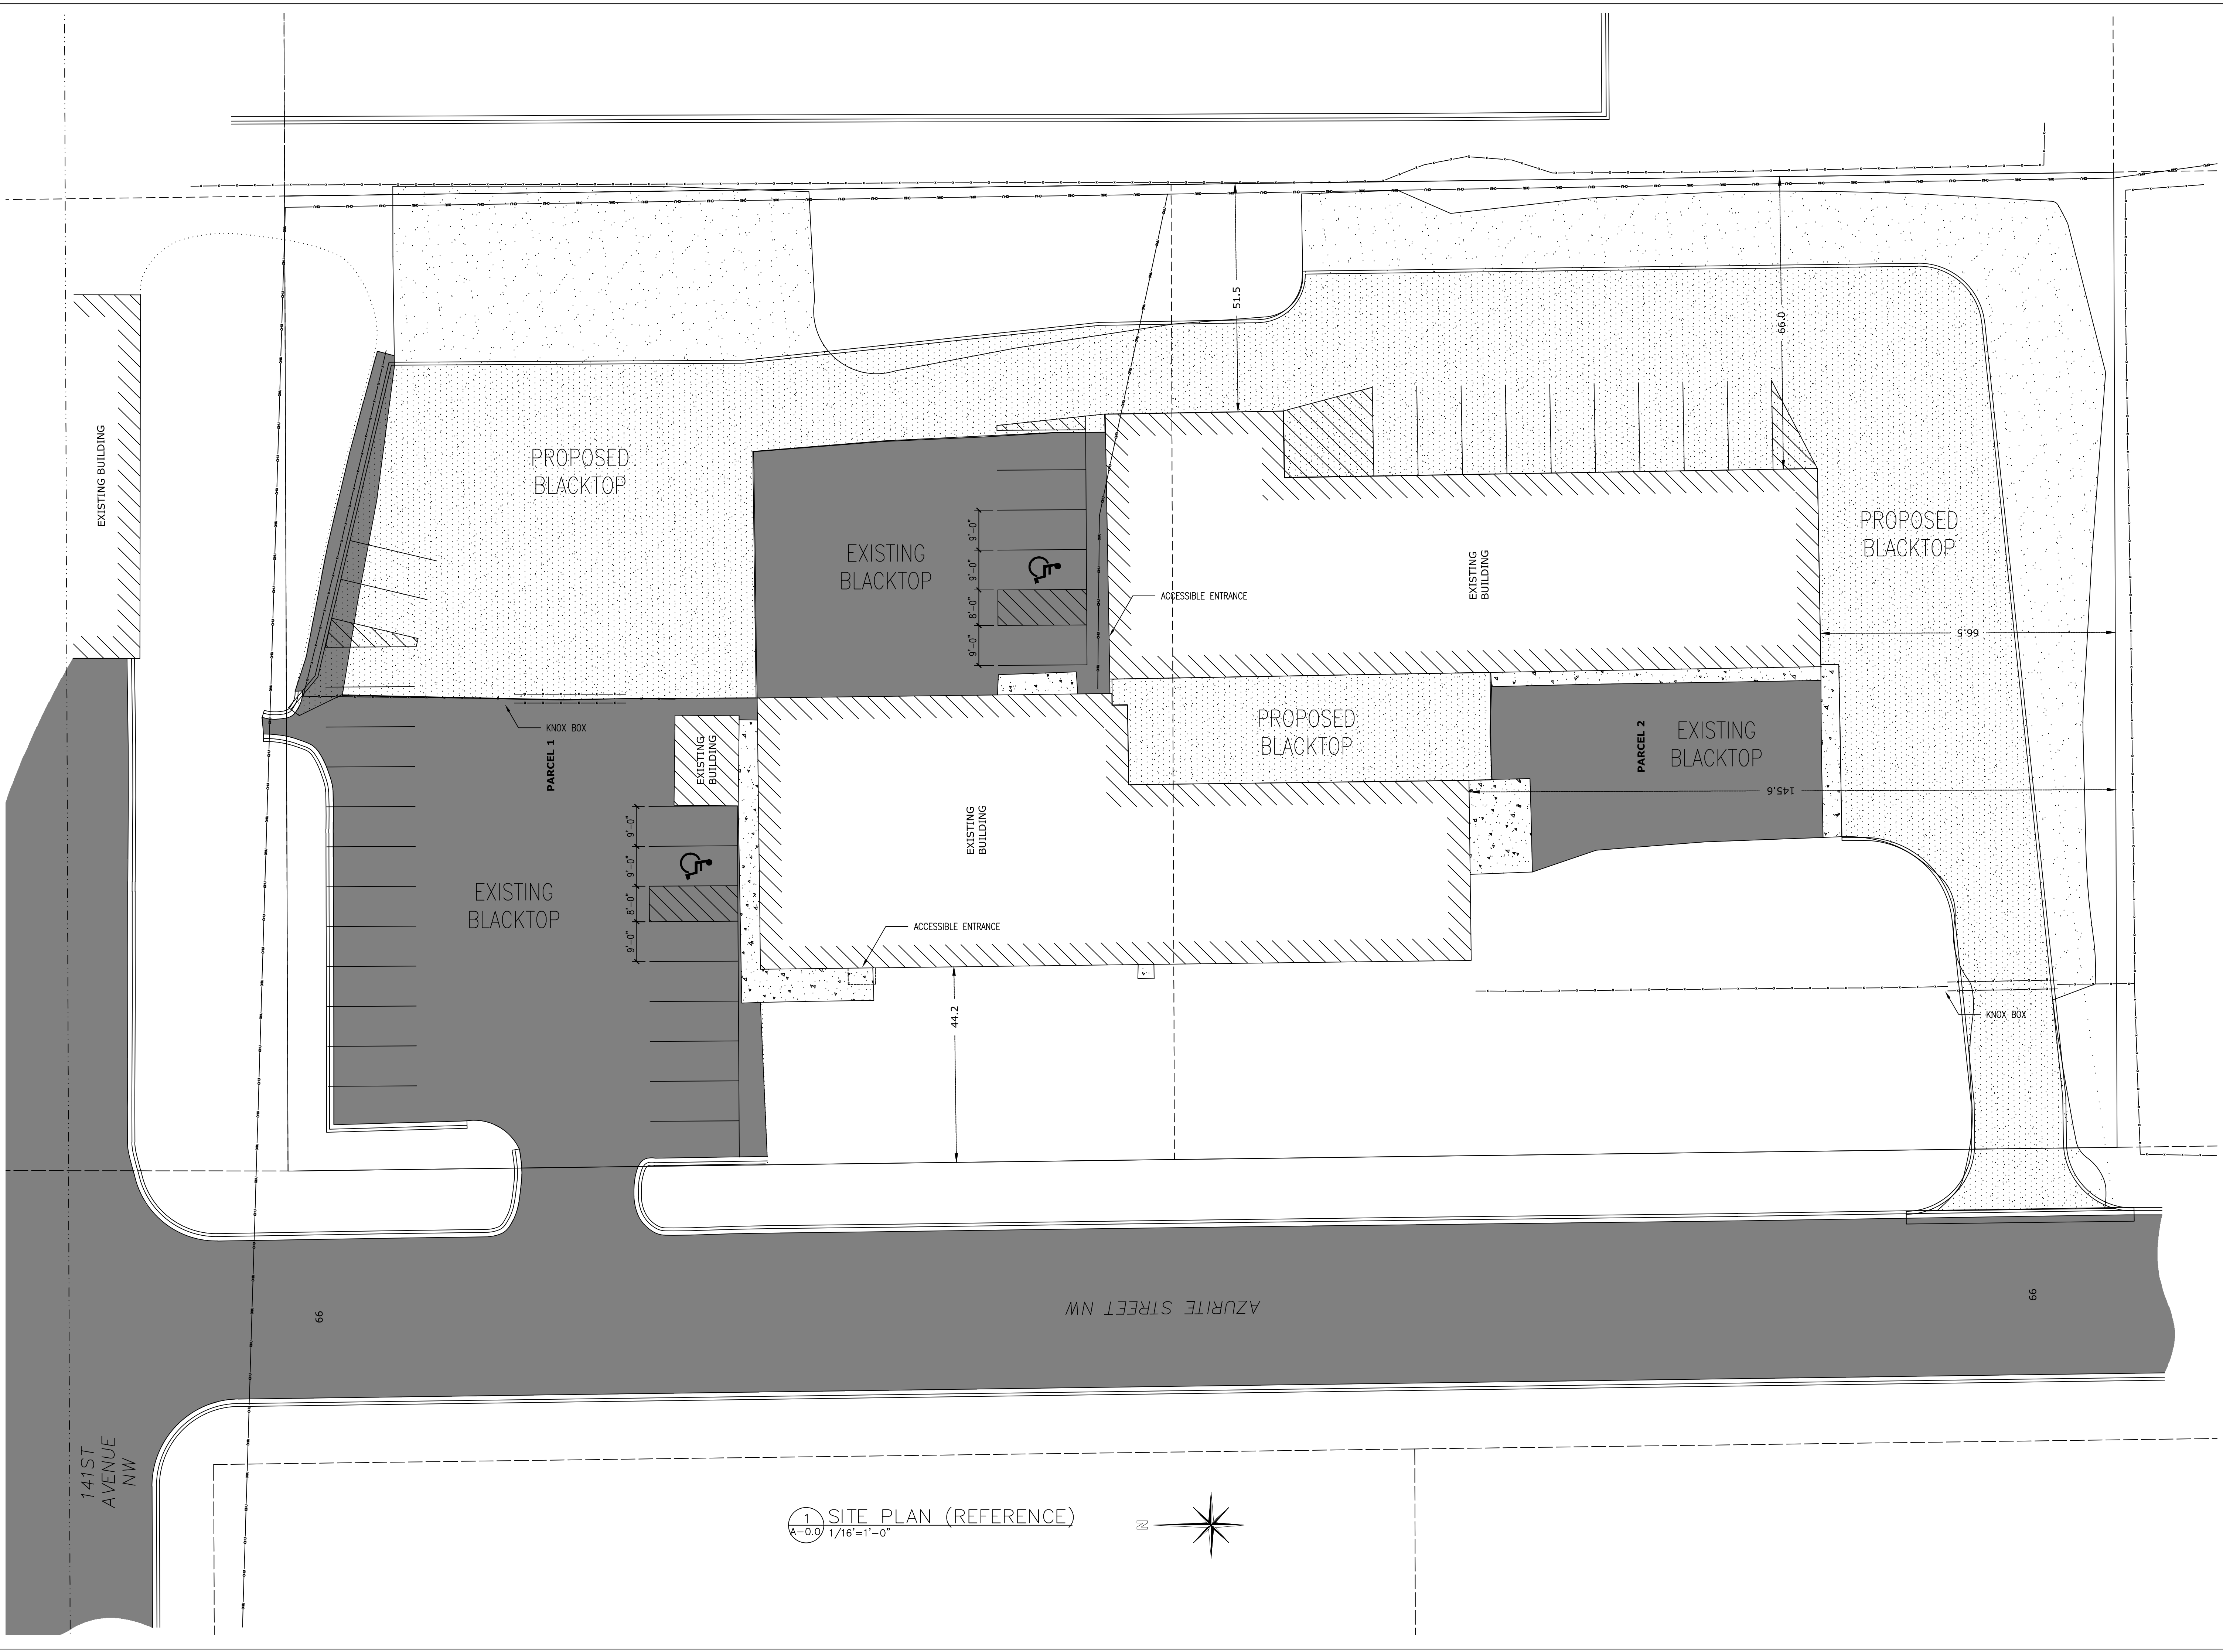 51.5
66.0
EXISTING BUILDING
PROPOSED
BLACKTOP
EXISTING
BLACKTOP
9'-0"
9'-0"
8'-0"
9'-0"
ACCESSIBLE ENTRANCE
EXISTING
BUILDING
PROPOSED
BLACKTOP
66.5
KNOX BOX
PARCEL 1
EXISTING
BUILDING
PROPOSED
BLACKTOP
PARCEL 2
EXISTING
BLACKTOP
145.6
9'-0"
9'-0"
8'-0"
9'-0"
EXISTING
BUILDING
EXISTING
BLACKTOP
ACCESSIBLE ENTRANCE
44.2
KNOX BOX
66
AZURITE STREET NW
66
141ST
AVENUE
NW
1
A-0.0
SITE PLAN (REFERENCE)
1/16'=1'-0"
N